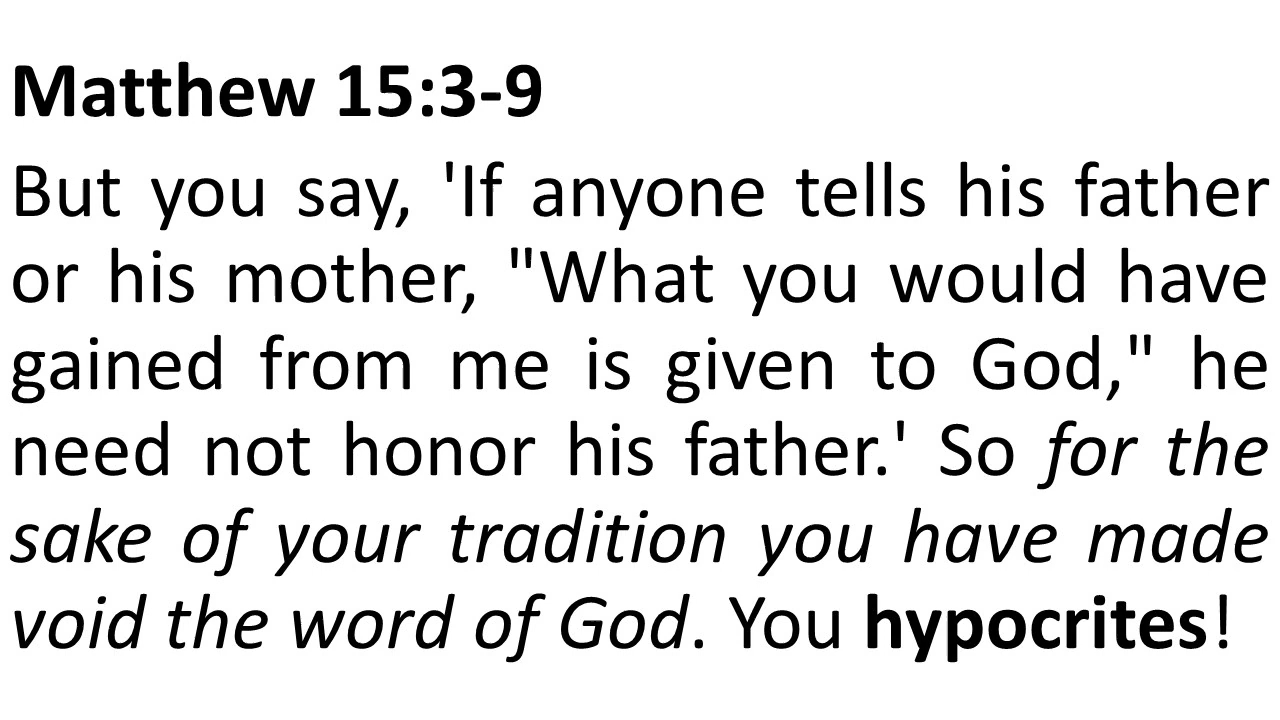 Matthew 15:3-9
But you say, 'If anyone tells his father
or his mother, "What you would have
gained from me is given to God," he
need not honor his father.' So for the
sake of your tradition you have made
void the word of God. You hypocrites!